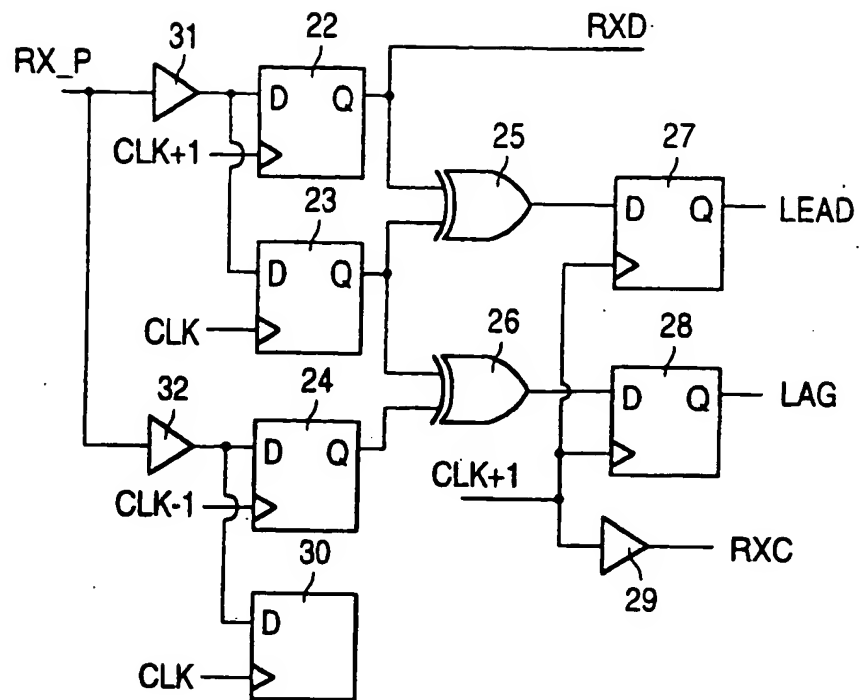 31
22
RXD
RX_P
D Q
CLK+1
25
27
23
D Q
LEAD
D Q
CLK
26
28
32
24
D Q
LAG
D Q
CLK+1
CLK-1
30
RXC
29
D
CLK